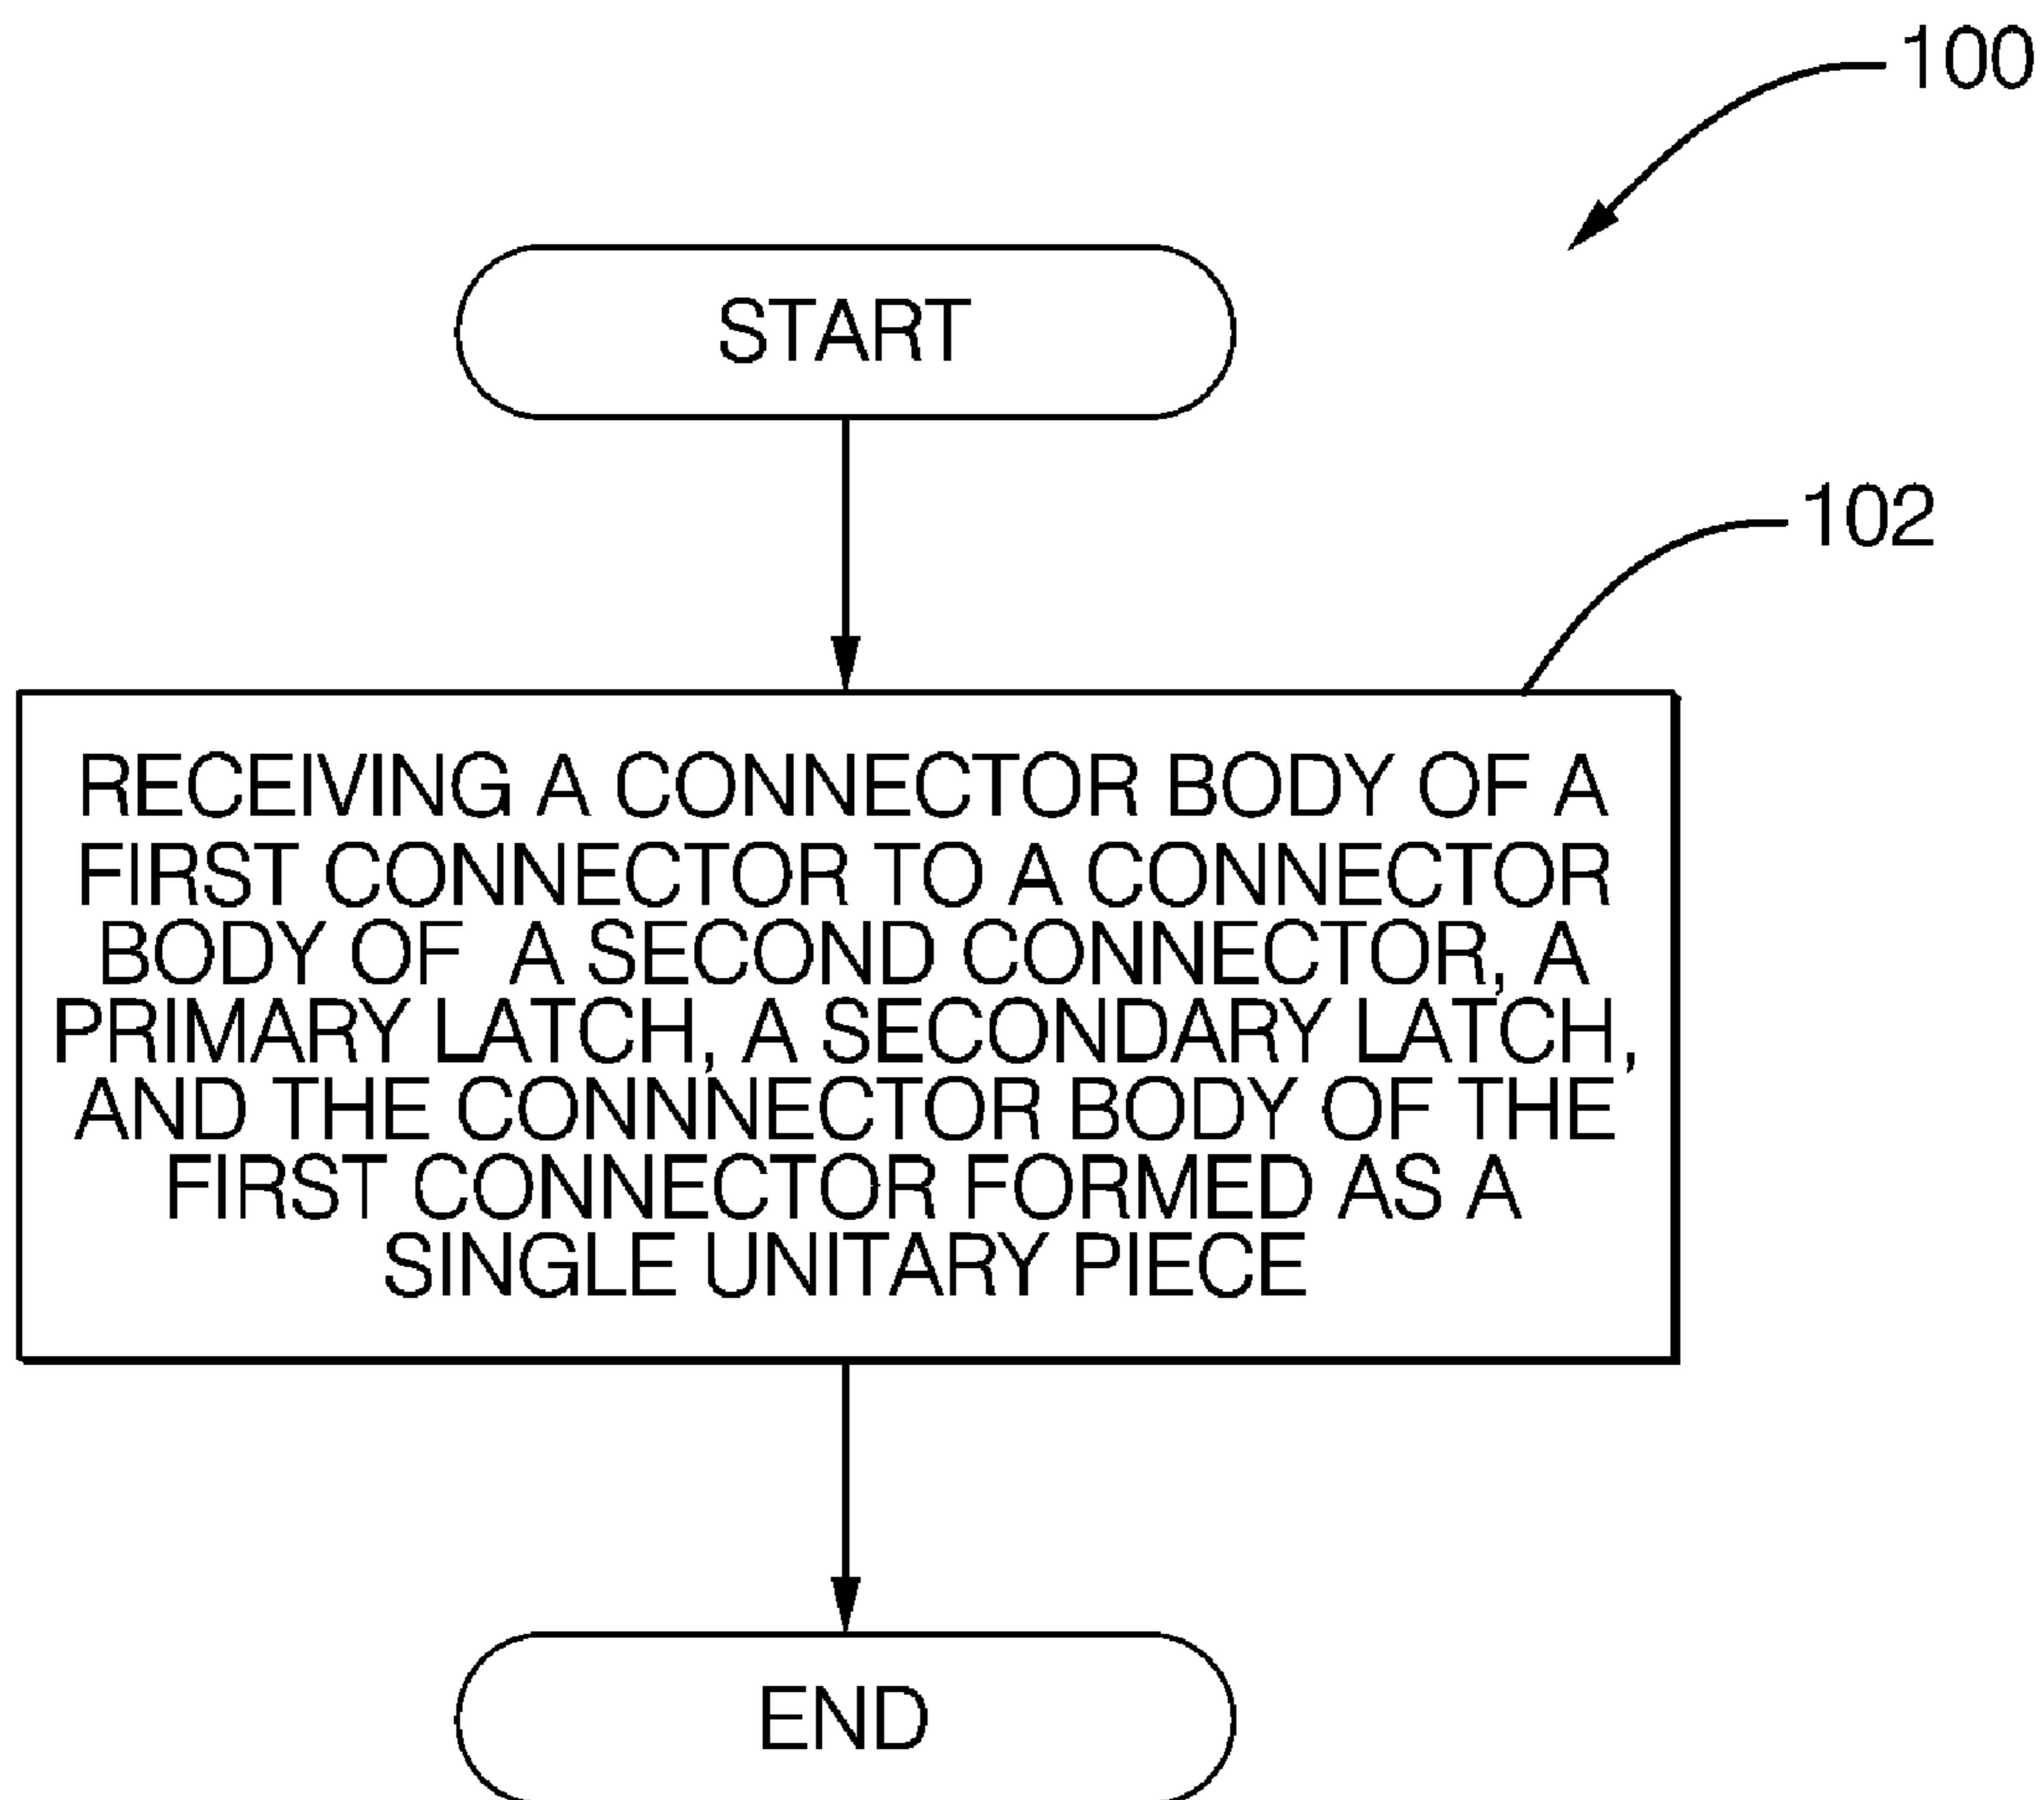 100
START
102
RECEIVING A CONNECTOR BODY OF A
FIRST CONNECTOR TO A CONNECTOR
BODY OF A SECOND CONNECTOR, A
PRIMARY LATCH, A SECONDARY LATCH,
AND THE CONNNECTOR BODY OF THE
FIRST CONNECTOR FORMED AS A
SINGLE UNITARY PIECE
END